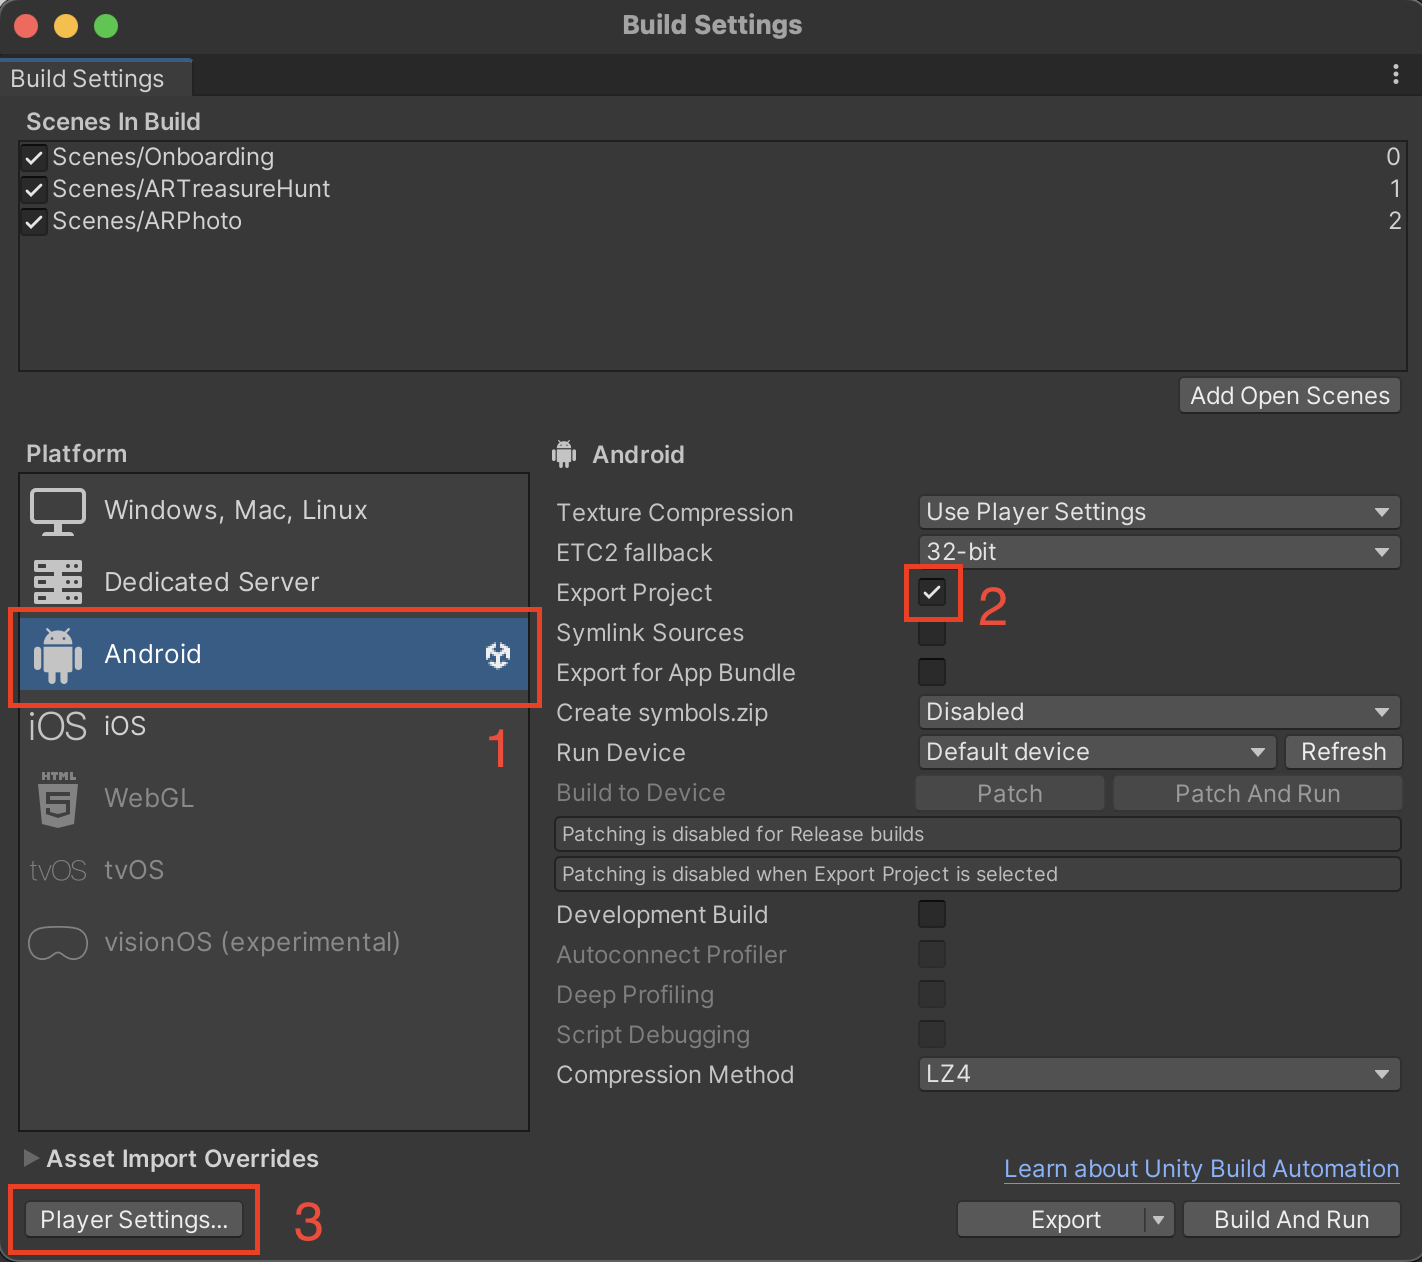 Build Settings
Build Settings
Scenes In Build
Scenes/Onboarding 0
Scenes/ARTreasureHunt 1
Scenes/ARPhoto 2
Add Open Scenes
Platform
Windows, Mac, Linux
Dedicated Server
Android
iOS iOS
1
HTML
5 WebGL
tvOS tvOS
visionOS (experimental)
Android
Texture Compression Use Player Settings
ETC2 fallback 32-bit
Export Project 2
Symlink Sources
Export for App Bundle
Create symbols.zip Disabled
Run Device Default device Refresh
Build to Device Patch Patch And Run
Patching is disabled for Release builds
Patching is disabled when Export Project is selected
Development Build
Autoconnect Profiler
Deep Profiling
Script Debugging
Compression Method LZ4
Asset Import Overrides
Learn about Unity Build Automation
Player Settings... 3 Export Build And Run